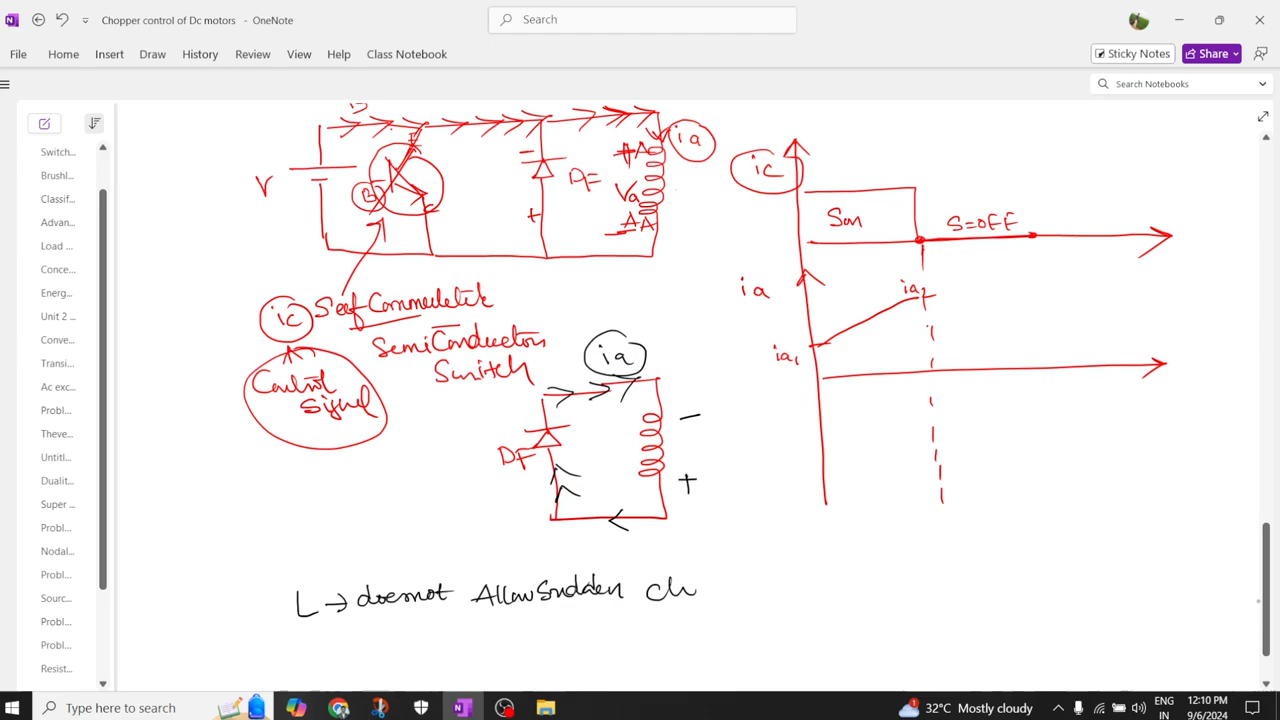 Chopper control of Dc motors - OneNote
Search
File Home Insert Draw History Review View Help Class Notebook
Sticky Notes
Share
Search Notebooks
Switch...
Brushl...
Classif...
Advan...
Load ...
Conce...
Energ...
Unit 2 ...
Conve...
Transi...
Ac exc...
Probl...
Theve...
Untitl...
Dualit...
Super ...
Probl...
Nodal...
Probl...
Sourc...
Probl...
Probl...
Resist...
V
B
E
C
-
+
DF
+A
Va
-AA
ia
ic
Son
S=OFF
ia
ia1
ia2
ic
Self Commutated
SemiConductor
Switch
Control
Signal
ia
DF
-
+
L → doesnot Allow Sudden Ch
Type here to search
32°C Mostly cloudy
ENG
IN
12:10 PM
9/6/2024